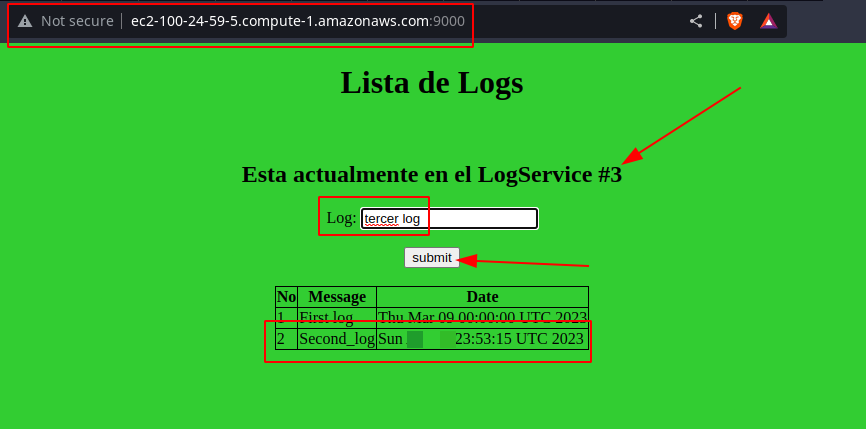 Not secure ec2-100-24-59-5.compute-1.amazonaws.com:9000
Lista de Logs
Esta actualmente en el LogService #3
Log: tercer log
submit
No Message Date
1 First log Thu Mar 09 00:00:00 UTC 2023
2 Second_log Sun 23:53:15 UTC 2023